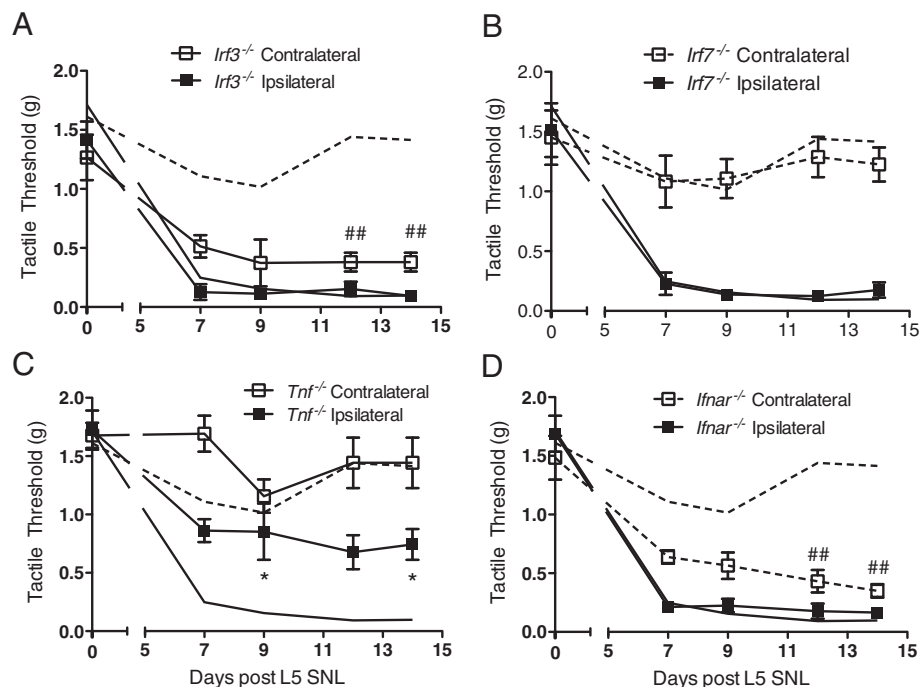 A
Irf3-/- Contralateral
Irf3-/- Ipsilateral
Tactile Threshold (g)
2.0
1.5
1.0
0.5
0.0
## ##
0 5 7 9 11 13 15
B
Irf7-/- Contralateral
Irf7-/- Ipsilateral
Tactile Threshold (g)
2.0
1.5
1.0
0.5
0.0
0 5 7 9 11 13 15
C
Tnf-/- Contralateral
Tnf-/- Ipsilateral
Tactile Threshold (g)
2.0
1.5
1.0
0.5
0.0
* *
0 5 7 9 11 13 15
Days post L5 SNL
D
Ifnar-/- Contralateral
Ifnar-/- Ipsilateral
Tactile Threshold (g)
2.0
1.5
1.0
0.5
0.0
## ##
0 5 7 9 11 13 15
Days post L5 SNL